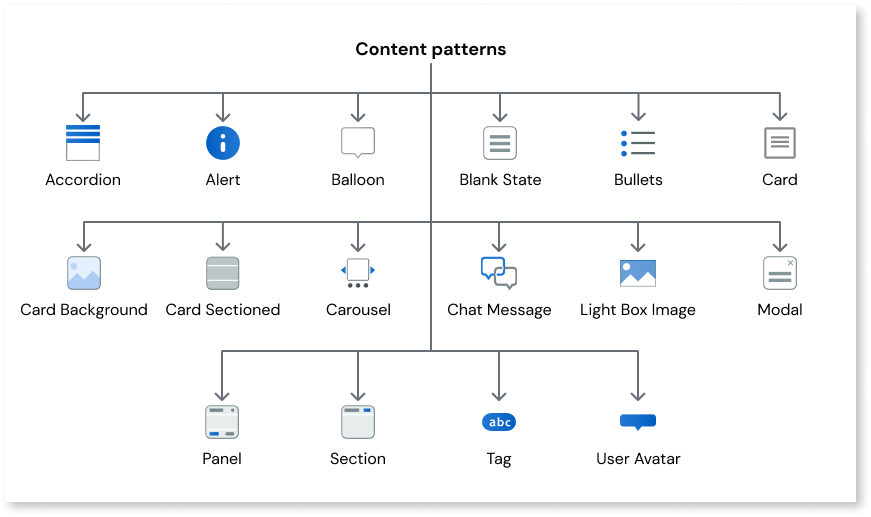 Content patterns
Accordion
Alert
Balloon
Blank State
Bullets
Card
Card Background
Card Sectioned
Carousel
Chat Message
Light Box Image
Modal
abc
Panel
Section
Tag
User Avatar